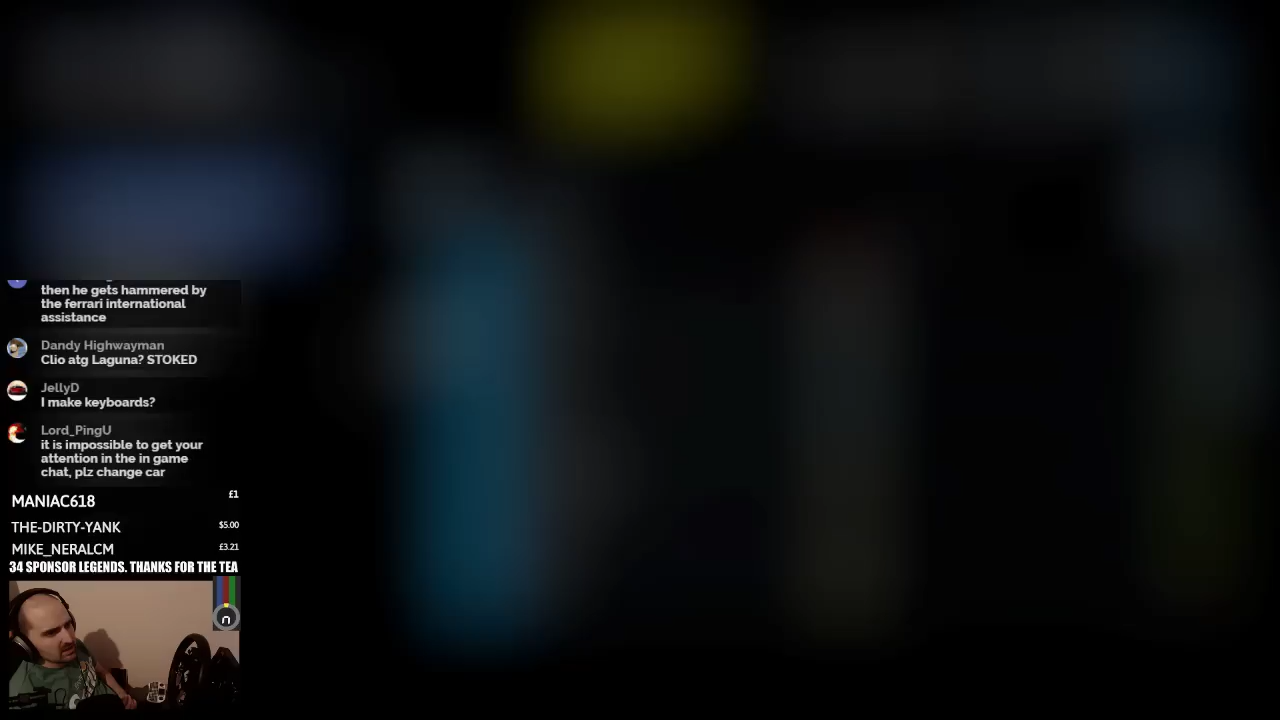 then he gets hammered by
the ferrari international
assistance
Dandy Highwayman
Clio atg Laguna? STOKED
JellyD
I make keyboards?
Lord_PingU
it is impossible to get your
attention in the in game
chat, plz change car
MANIAC618 £1
THE-DIRTY-YANK $5.00
MIKE_NERALCM £3.21
34 SPONSOR LEGENDS. THANKS FOR THE TEA